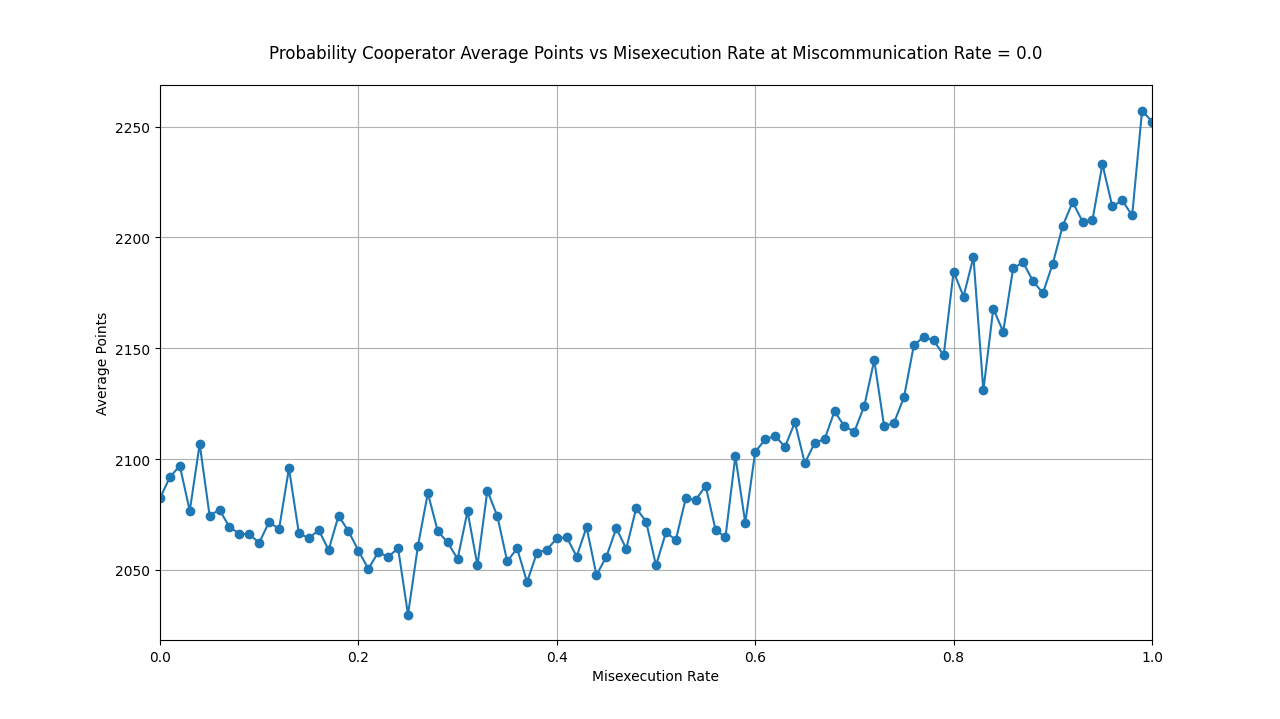 Probability Cooperator Average Points vs Misexecution Rate at Miscommunication Rate = 0.0
2250
2200
2150
2100
2050
Average Points
0.0 0.2 0.4 0.6 0.8 1.0
Misexecution Rate